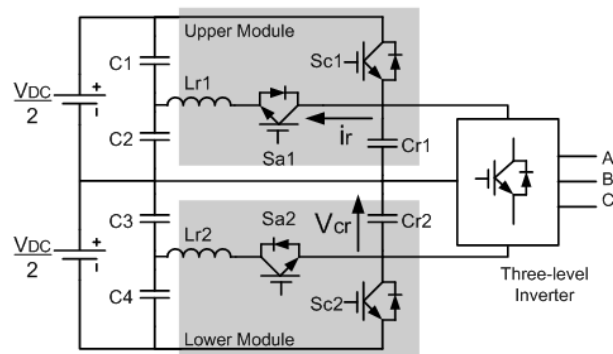 Upper Module
C1
Sc1
Lr1
VDC
2
+
-
ir
C2
Cr1
Sa1
A
B
C
C3
Sa2
Vcr
Cr2
Lr2
VDC
2
+
-
Three-level
Inverter
C4
Sc2
Lower Module